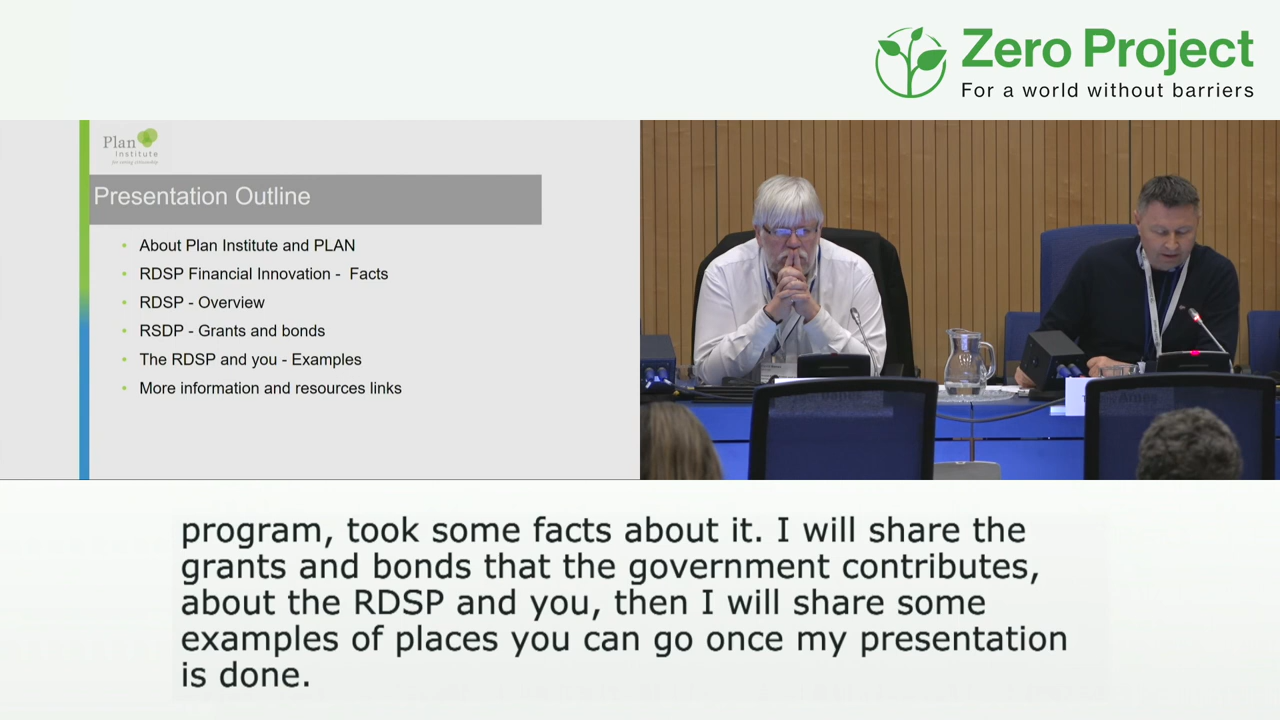 Zero Project
For a world without barriers
Plan
Institute
Presentation Outline
• About Plan Institute and PLAN
• RDSP Financial Innovation - Facts
• RDSP - Overview
• RSDP - Grants and bonds
• The RDSP and you - Examples
• More information and resources links
program, took some facts about it. I will share the
grants and bonds that the government contributes,
about the RDSP and you, then I will share some
examples of places you can go once my presentation
is done.